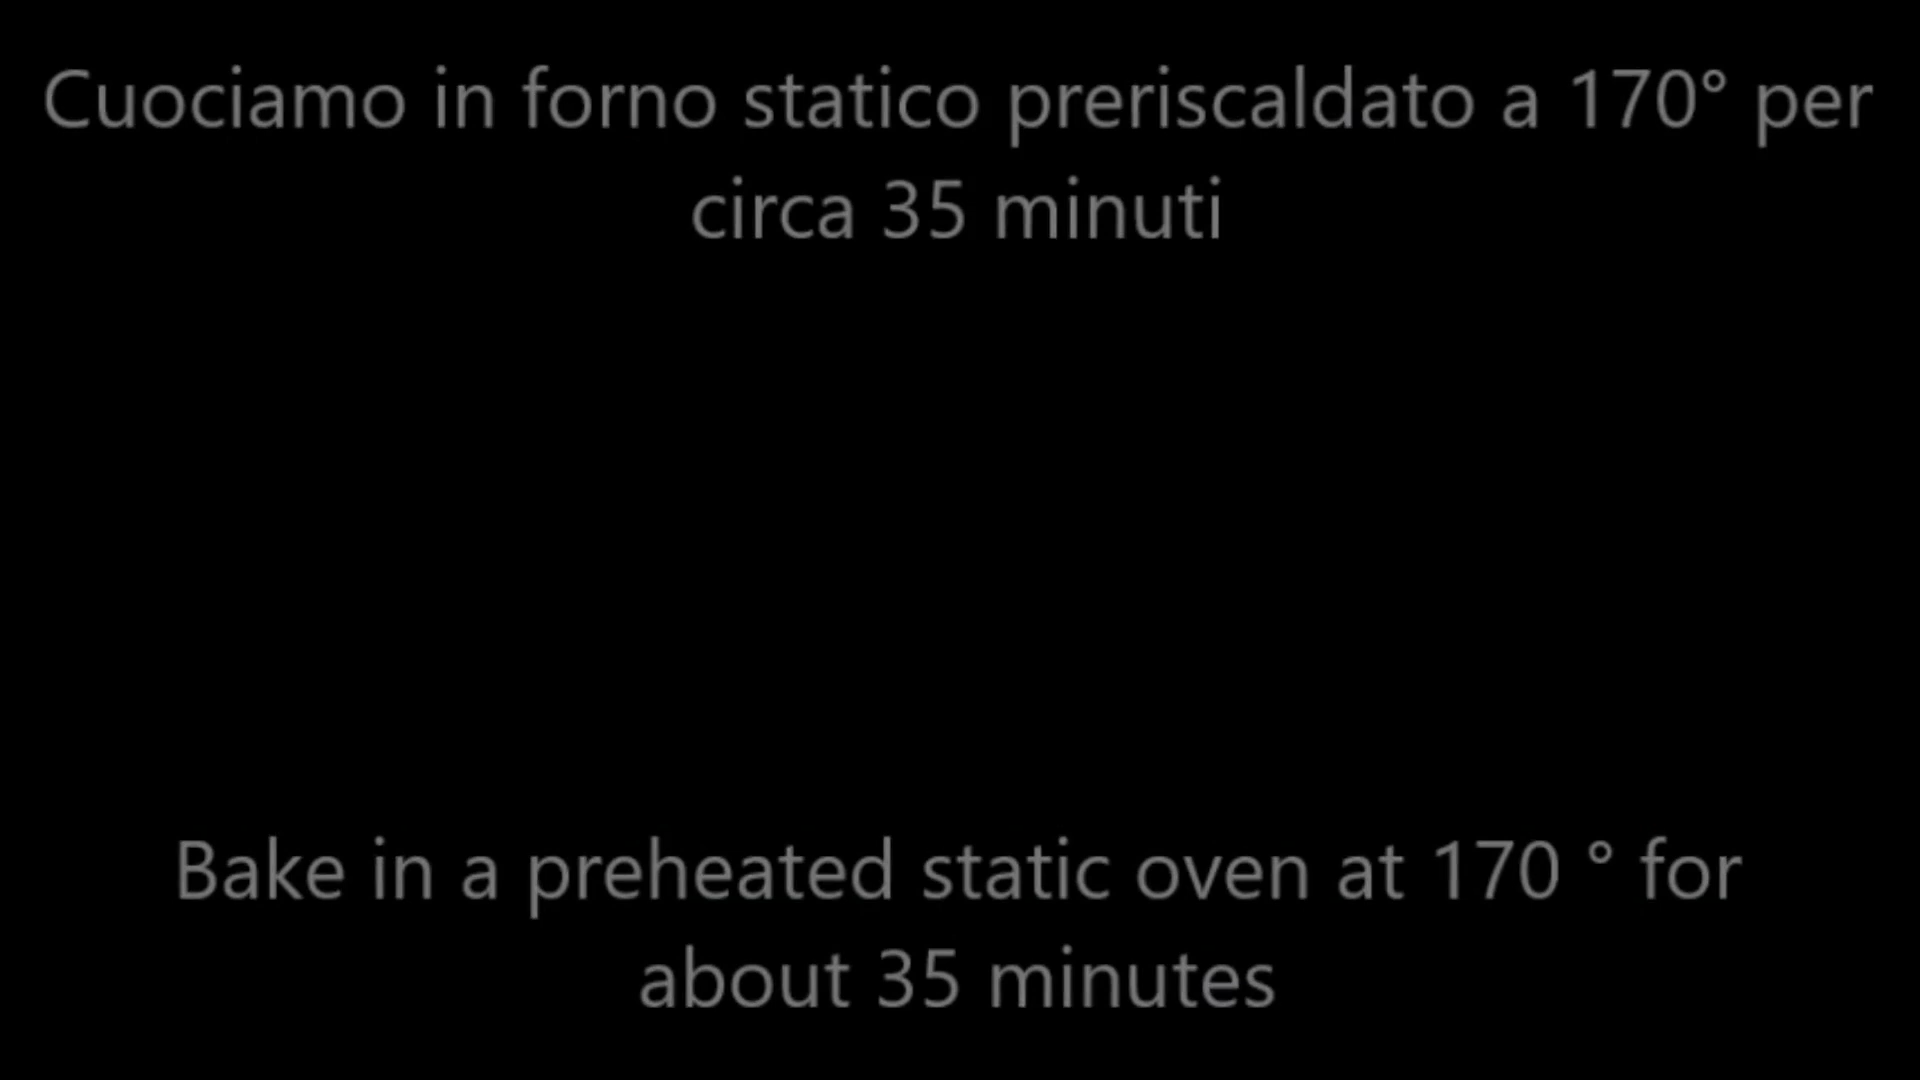 Cuociamo in forno statico preriscaldato a 170° per
circa 35 minuti
Bake in a preheated static oven at 170 ° for
about 35 minutes